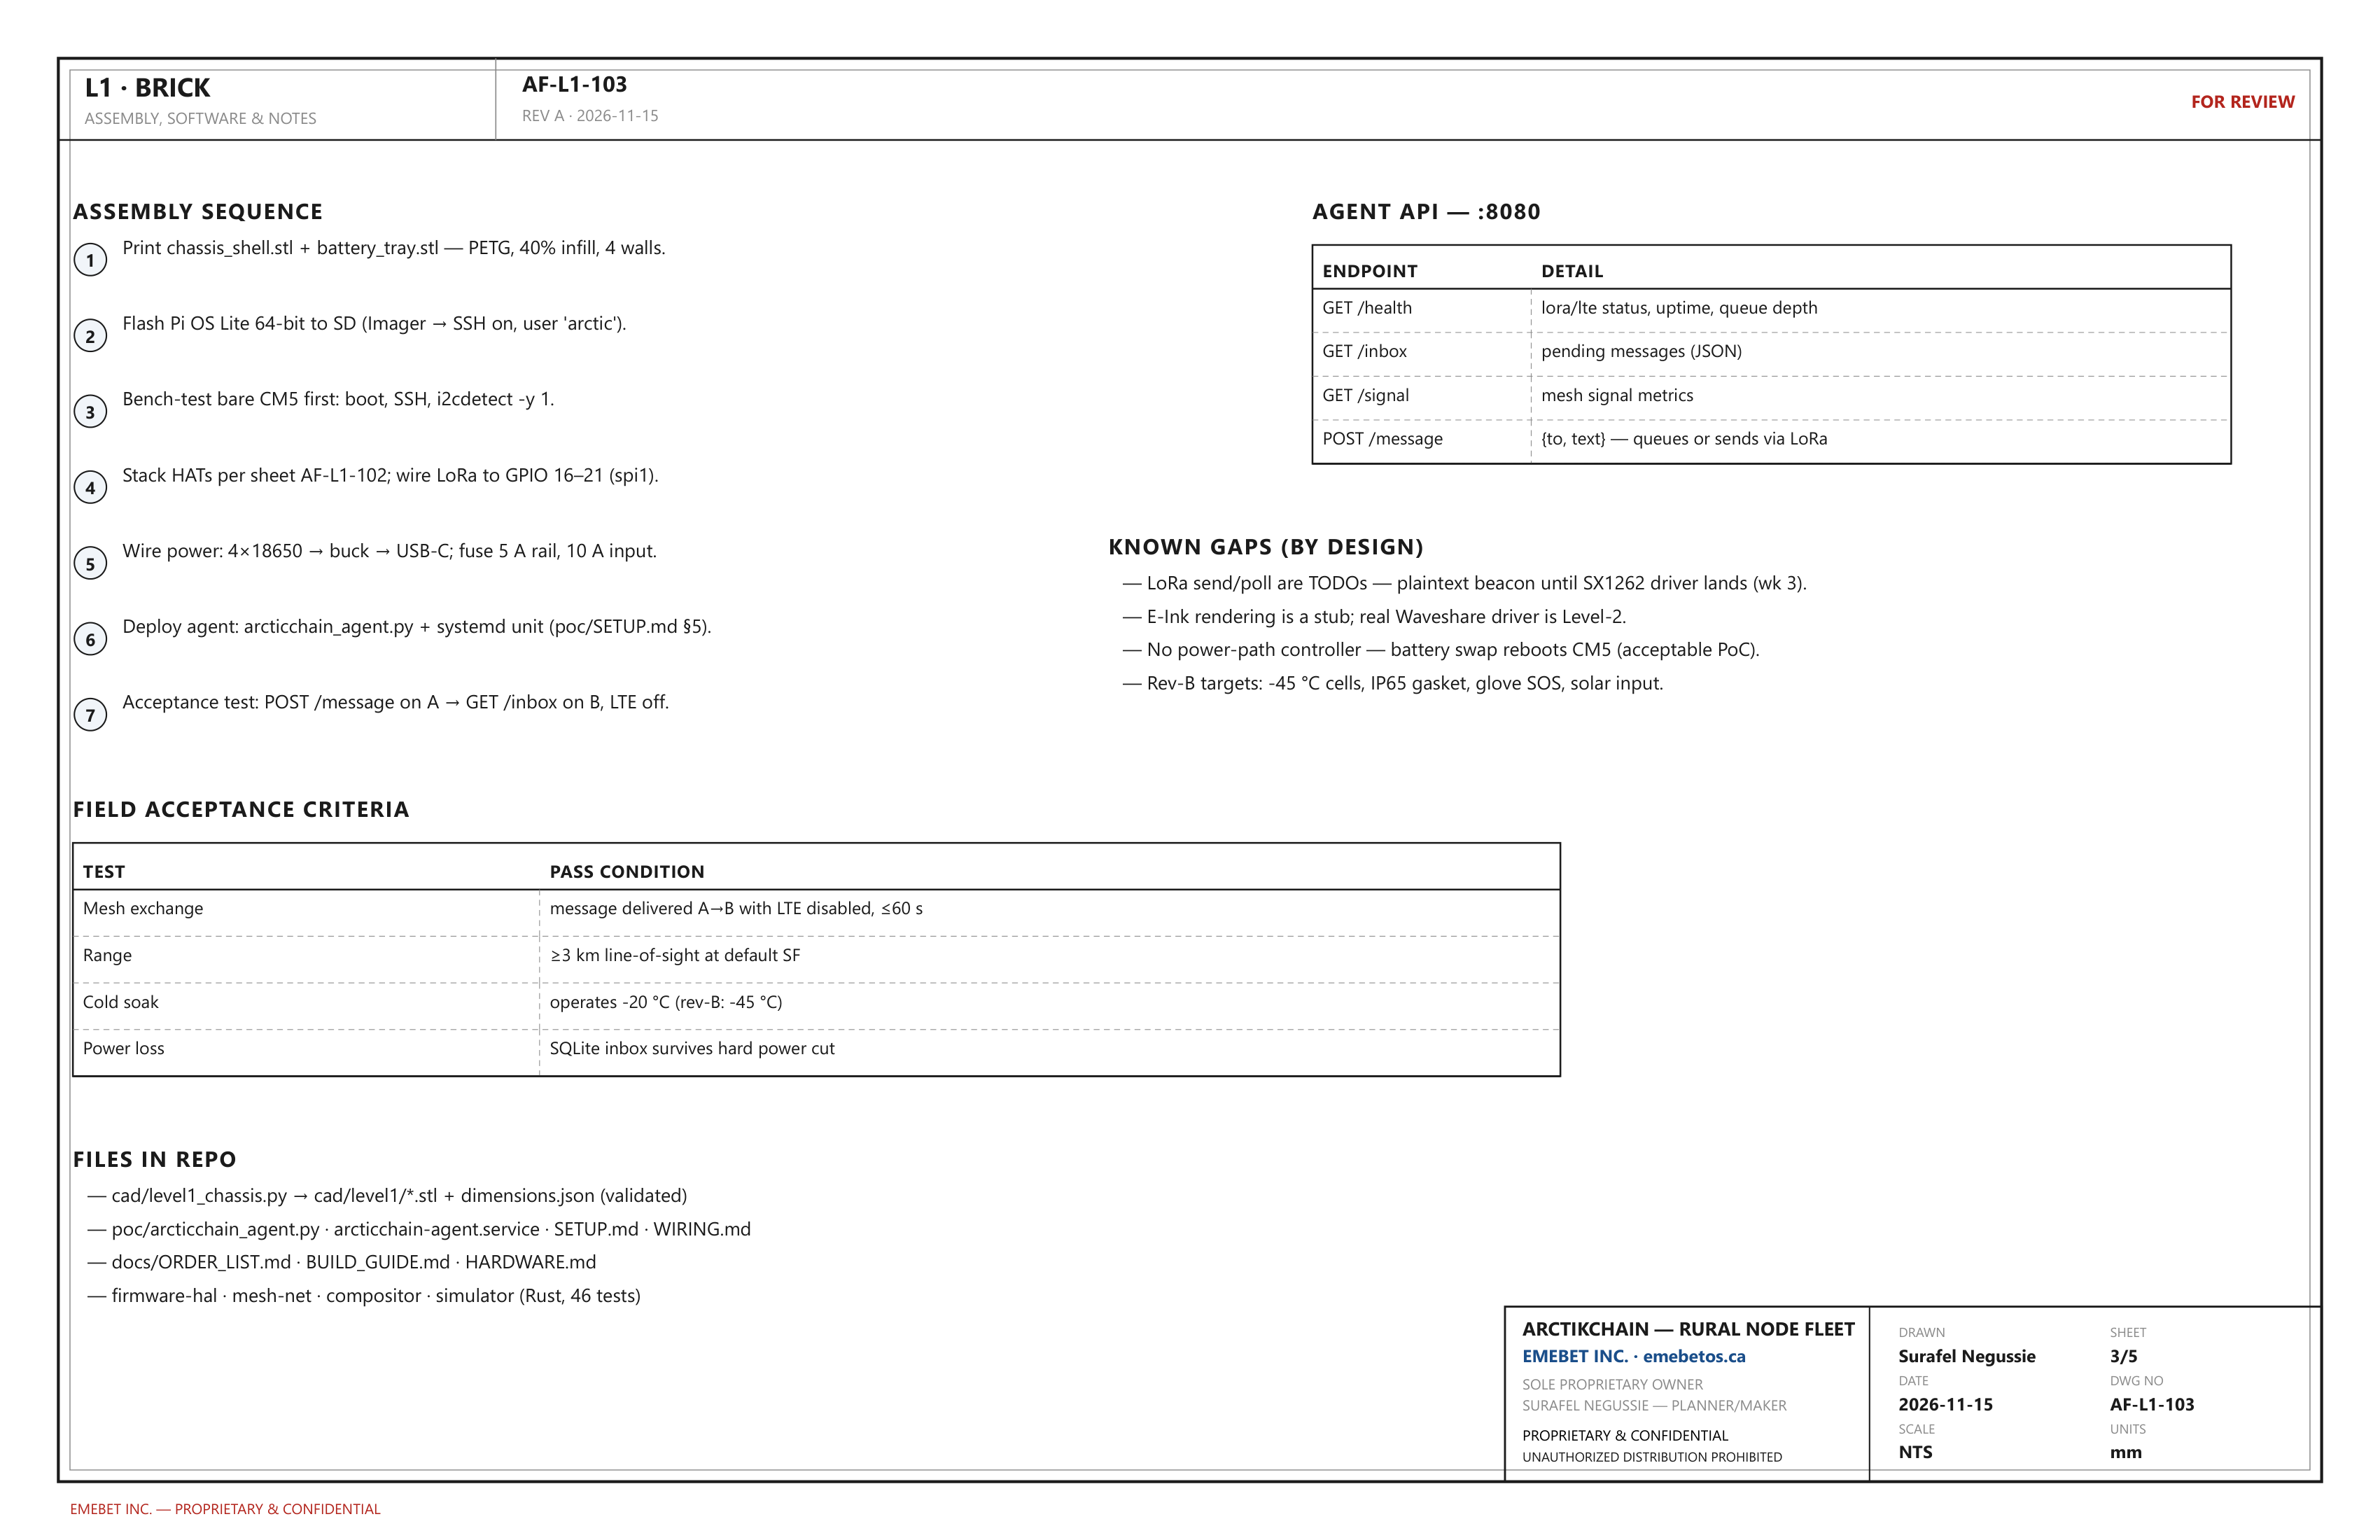 L1 · BRICK
ASSEMBLY, SOFTWARE & NOTES
AF-L1-103
REV A · 2026-11-15
FOR REVIEW
ASSEMBLY SEQUENCE
1 Print chassis_shell.stl + battery_tray.stl — PETG, 40% infill, 4 walls.
2 Flash Pi OS Lite 64-bit to SD (Imager → SSH on, user 'arctic').
3 Bench-test bare CM5 first: boot, SSH, i2cdetect -y 1.
4 Stack HATs per sheet AF-L1-102; wire LoRa to GPIO 16–21 (spi1).
5 Wire power: 4×18650 → buck → USB-C; fuse 5 A rail, 10 A input.
6 Deploy agent: arcticchain_agent.py + systemd unit (poc/SETUP.md §5).
7 Acceptance test: POST /message on A → GET /inbox on B, LTE off.
AGENT API — :8080
ENDPOINT DETAIL
GET /health lora/lte status, uptime, queue depth
GET /inbox pending messages (JSON)
GET /signal mesh signal metrics
POST /message {to, text} — queues or sends via LoRa
KNOWN GAPS (BY DESIGN)
— LoRa send/poll are TODOs — plaintext beacon until SX1262 driver lands (wk 3).
— E-Ink rendering is a stub; real Waveshare driver is Level-2.
— No power-path controller — battery swap reboots CM5 (acceptable PoC).
— Rev-B targets: -45 °C cells, IP65 gasket, glove SOS, solar input.
FIELD ACCEPTANCE CRITERIA
TEST PASS CONDITION
Mesh exchange message delivered A→B with LTE disabled, ≤60 s
Range ≥3 km line-of-sight at default SF
Cold soak operates -20 °C (rev-B: -45 °C)
Power loss SQLite inbox survives hard power cut
FILES IN REPO
— cad/level1_chassis.py → cad/level1/*.stl + dimensions.json (validated)
— poc/arcticchain_agent.py · arcticchain-agent.service · SETUP.md · WIRING.md
— docs/ORDER_LIST.md · BUILD_GUIDE.md · HARDWARE.md
— firmware-hal · mesh-net · compositor · simulator (Rust, 46 tests)
ARCTIKCHAIN — RURAL NODE FLEET
EMEBET INC. · emebetos.ca
SOLE PROPRIETARY OWNER
SURAFEL NEGUSSIE — PLANNER/MAKER
PROPRIETARY & CONFIDENTIAL
UNAUTHORIZED DISTRIBUTION PROHIBITED
DRAWN SHEET
Surafel Negussie 3/5
DATE DWG NO
2026-11-15 AF-L1-103
SCALE UNITS
NTS mm
EMEBET INC. — PROPRIETARY & CONFIDENTIAL